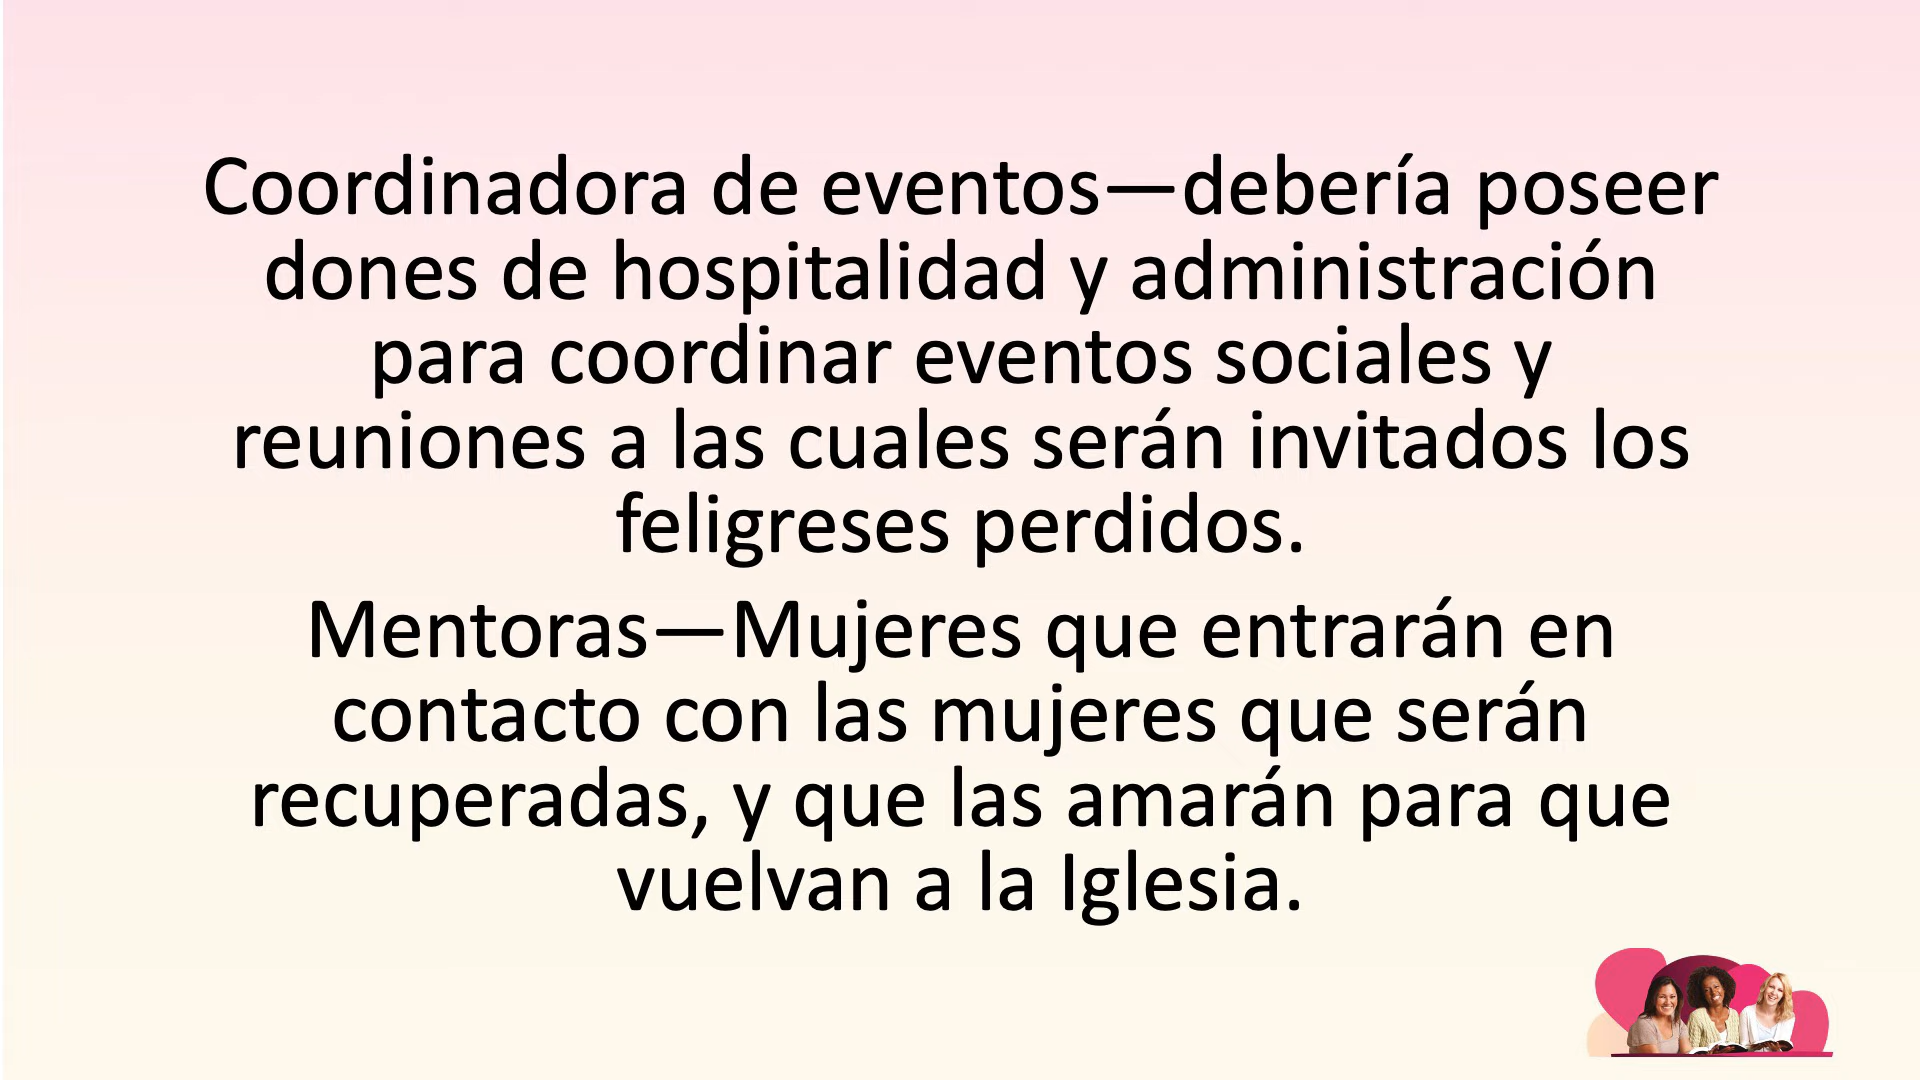 Coordinadora de eventos—debería poseer
dones de hospitalidad y administración
para coordinar eventos sociales y
reuniones a las cuales serán invitados los
feligreses perdidos.
Mentoras—Mujeres que entrarán en
contacto con las mujeres que serán
recuperadas, y que las amarán para que
vuelvan a la Iglesia.